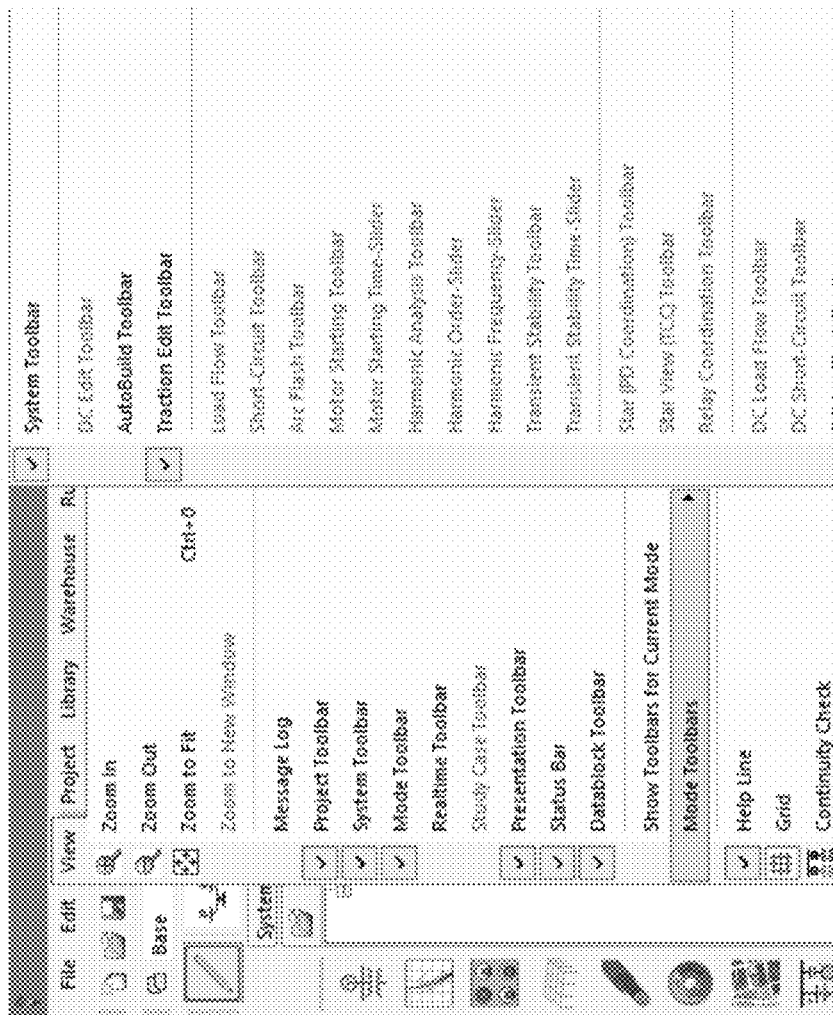 File Edit View Project Library Warehouse Ru
Base
System
Zoom In
Zoom Out
Zoom to Fit Ctrl+0
Zoom to New Window
Message Log
Project Toolbar
System Toolbar
Mode Toolbar
Realtime Toolbar
Study Case Toolbar
Presentation Toolbar
Status Bar
Datablock Toolbar
Show Toolbars for Current Mode
Mode Toolbars
Help Line
Grid
Continuity Check
System Toolbar
DC Edit Toolbar
AutoBuild Toolbar
Traction Edit Toolbar
Load Flow Toolbar
Short-Circuit Toolbar
Arc Flash Toolbar
Motor Starting Toolbar
Motor Starting Time-Slider
Harmonic Analysis Toolbar
Harmonic Order-Slider
Harmonic Frequency-Slider
Transient Stability Toolbar
Transient Stability Time-Slider
Star (PD Coordination) Toolbar
Star View (TCC) Toolbar
Relay Coordination Toolbar
DC Load Flow Toolbar
DC Short-Circuit Toolbar